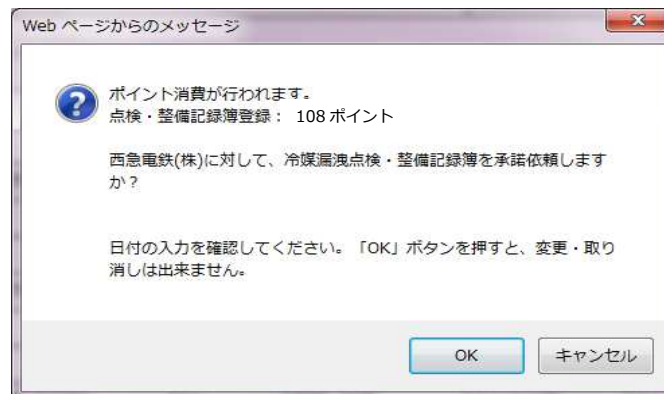 Web ページからのメッセージ
ポイント消費が行われます。
点検・整備記録簿登録： 108 ポイント
西急電鉄(株)に対して、冷媒漏洩点検・整備記録簿を承諾依頼します
か？
日付の入力を確認してください。「OK」ボタンを押すと、変更・取り
消しは出来ません。
OK
キャンセル